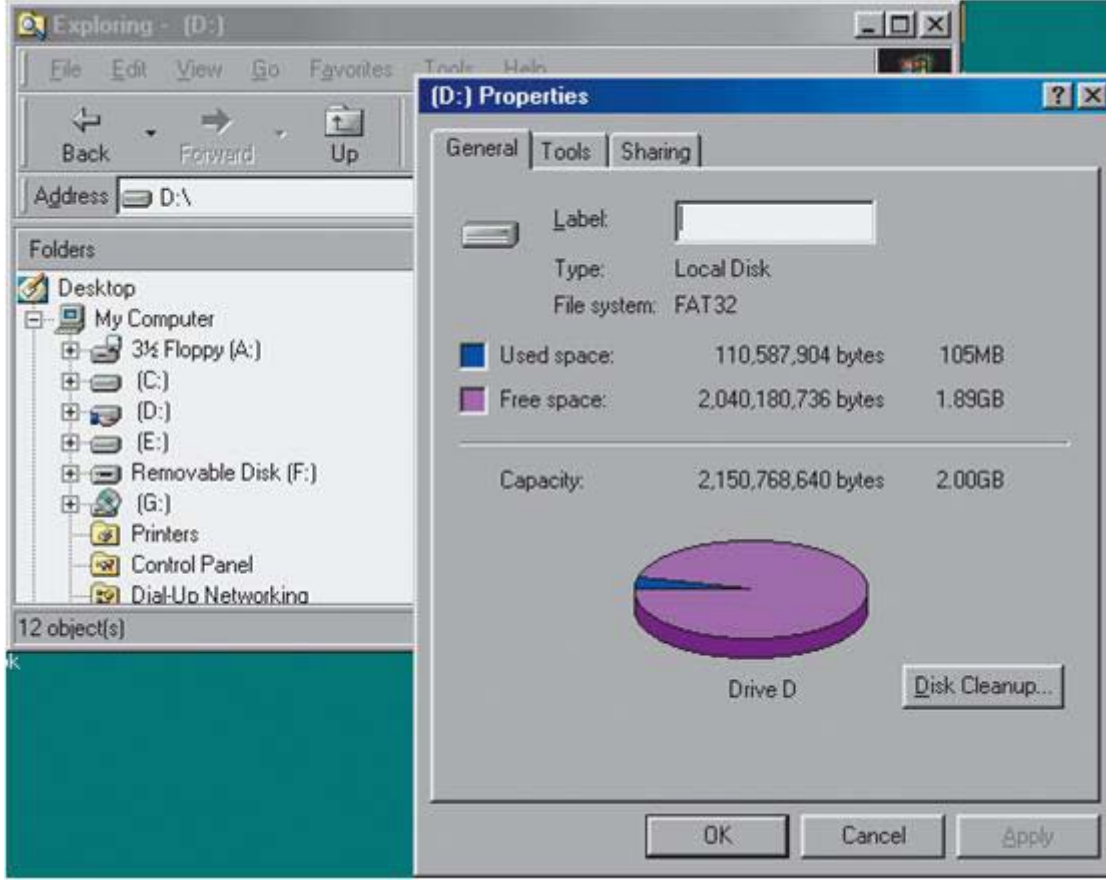 Exploring - (D:)
File Edit View Go Favorites Tools Help
Back Forward Up
Address D:\
Folders
Desktop
My Computer
3½ Floppy (A:)
(C:)
(D:)
(E:)
Removable Disk (F:)
(G:)
Printers
Control Panel
Dial-Up Networking
12 object(s)
k
(D:) Properties
General Tools Sharing
Label:
Type: Local Disk
File system: FAT32
Used space: 110,587,904 bytes 105MB
Free space: 2,040,180,736 bytes 1.89GB
Capacity: 2,150,768,640 bytes 2.00GB
Drive D
Disk Cleanup...
OK Cancel Apply